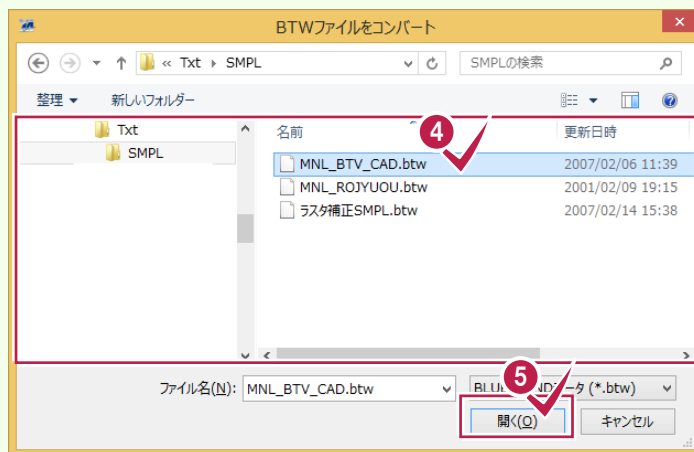 BTWファイルをコンバート
« Txt › SMPL
SMPLの検索
整理 新しいフォルダー
Txt
SMPL
名前 更新日時
4
MNL_BTV_CAD.btw 2007/02/06 11:39
MNL_ROJYUOU.btw 2001/02/09 19:15
ラスタ補正SMPL.btw 2007/02/14 15:38
5
ファイル名(N): MNL_BTV_CAD.btw (*.btw)
開く(O) キャンセル